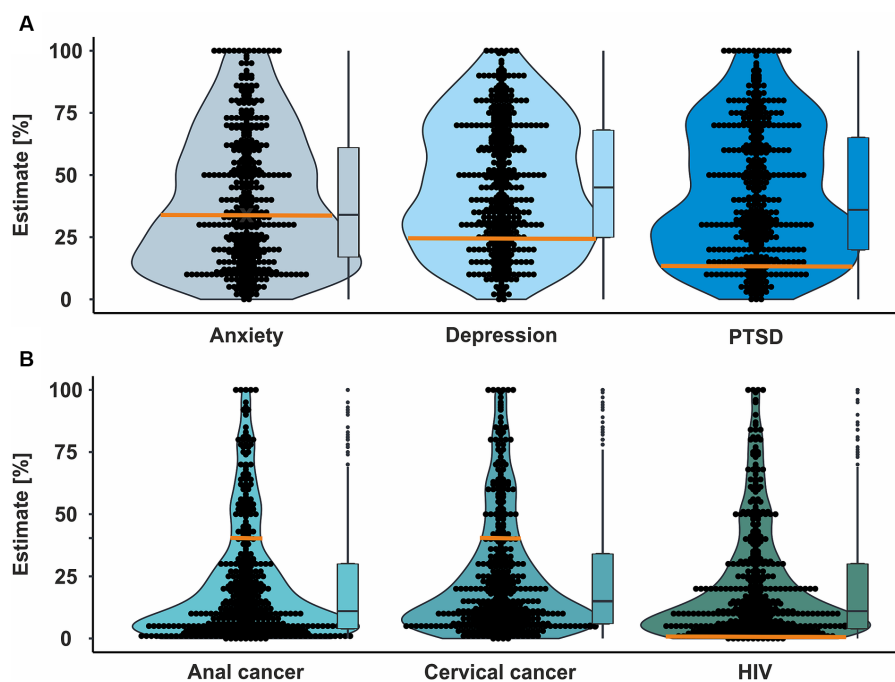 A
Estimate [%]
100
75
50
25
0
Anxiety Depression PTSD
B
Estimate [%]
100
75
50
25
0
Anal cancer Cervical cancer HIV